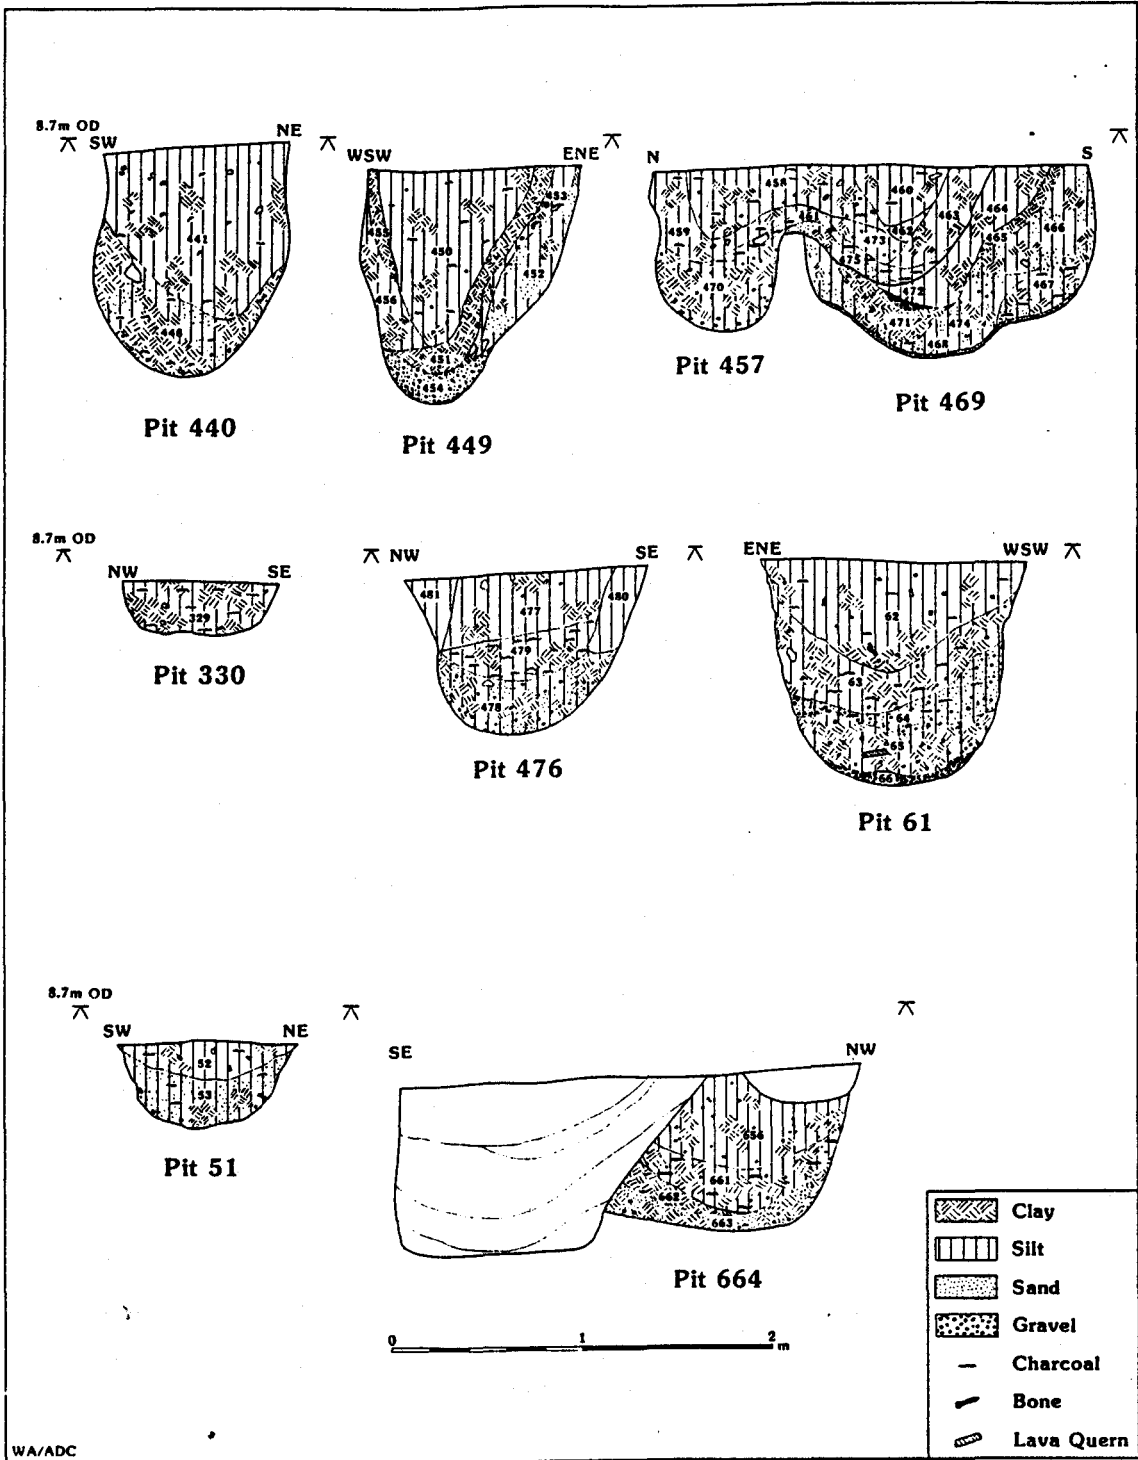 8.7m OD
SW NE
WSW ENE
N S
441
448
455
450
453
452
456
451
454
458
460
464
459
461
462
463
466
473
465
475
467
470
472
471
474
468
Pit 440
Pit 449
Pit 457
Pit 469
8.7m OD
NW SE
NW SE
ENE WSW
329
481
477
480
479
478
62
63
64
65
66
Pit 330
Pit 476
Pit 61
8.7m OD
SW NE
SE NW
52
53
656
661
662
663
Pit 51
Pit 664
0 1 2 m
Clay
Silt
Sand
Gravel
Charcoal
Bone
Lava Quern
WA/ADC